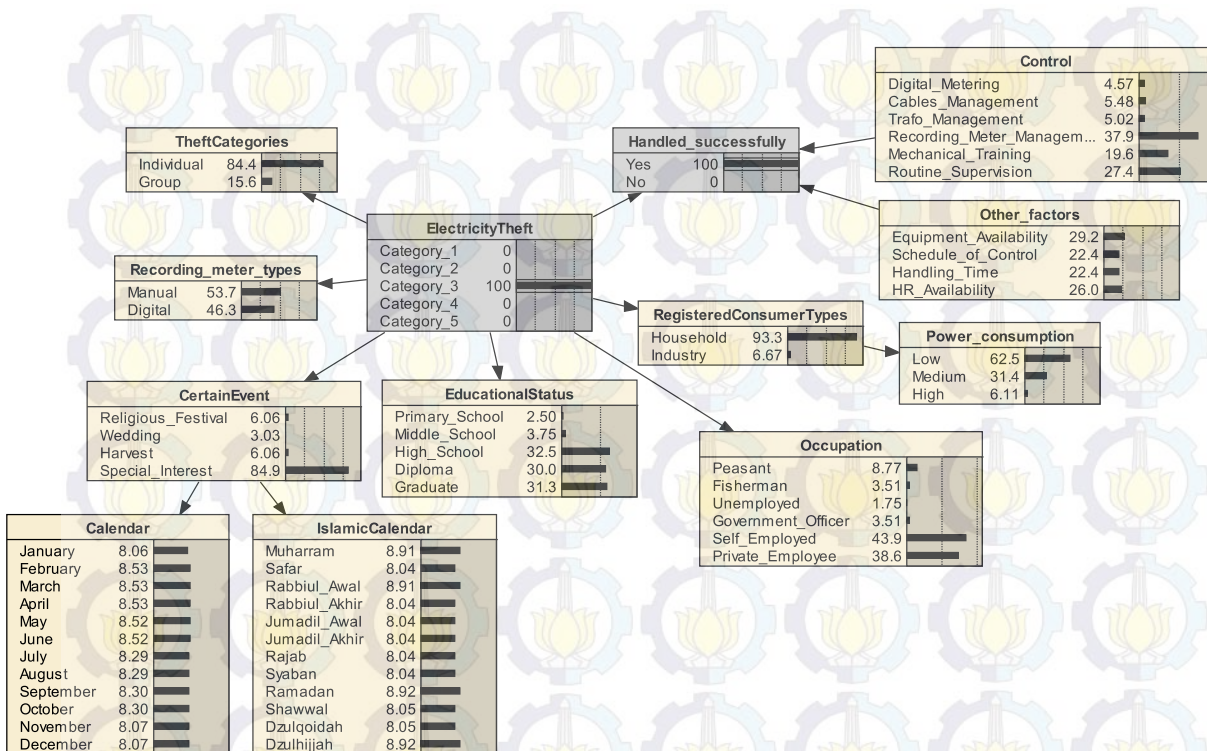 Control
Digital_Metering 4.57
Cables_Management 5.48
Trafo_Management 5.02
Recording_Meter_Managem... 37.9
Mechanical_Training 19.6
Routine_Supervision 27.4
TheftCategories
Individual 84.4
Group 15.6
Handled_successfully
Yes 100
No 0
Other_factors
Equipment_Availability 29.2
Schedule_of_Control 22.4
Handling_Time 22.4
HR_Availability 26.0
ElectricityTheft
Category_1 0
Category_2 0
Category_3 100
Category_4 0
Category_5 0
Recording_meter_types
Manual 53.7
Digital 46.3
RegisteredConsumerTypes
Household 93.3
Industry 6.67
Power_consumption
Low 62.5
Medium 31.4
High 6.11
CertainEvent
Religious_Festival 6.06
Wedding 3.03
Harvest 6.06
Special_Interest 84.9
EducationalStatus
Primary_School 2.50
Middle_School 3.75
High_School 32.5
Diploma 30.0
Graduate 31.3
Occupation
Peasant 8.77
Fisherman 3.51
Unemployed 1.75
Government_Officer 3.51
Self_Employed 43.9
Private_Employee 38.6
Calendar
January 8.06
February 8.53
March 8.53
April 8.53
May 8.52
June 8.52
July 8.29
August 8.29
September 8.30
October 8.30
November 8.07
December 8.07
IslamicCalendar
Muharram 8.91
Safar 8.04
Rabbiul_Awal 8.91
Rabbiul_Akhir 8.04
Jumadil_Awal 8.04
Jumadil_Akhir 8.04
Rajab 8.04
Syaban 8.04
Ramadan 8.92
Shawwal 8.05
Dzulqoidah 8.05
Dzulhijjah 8.92